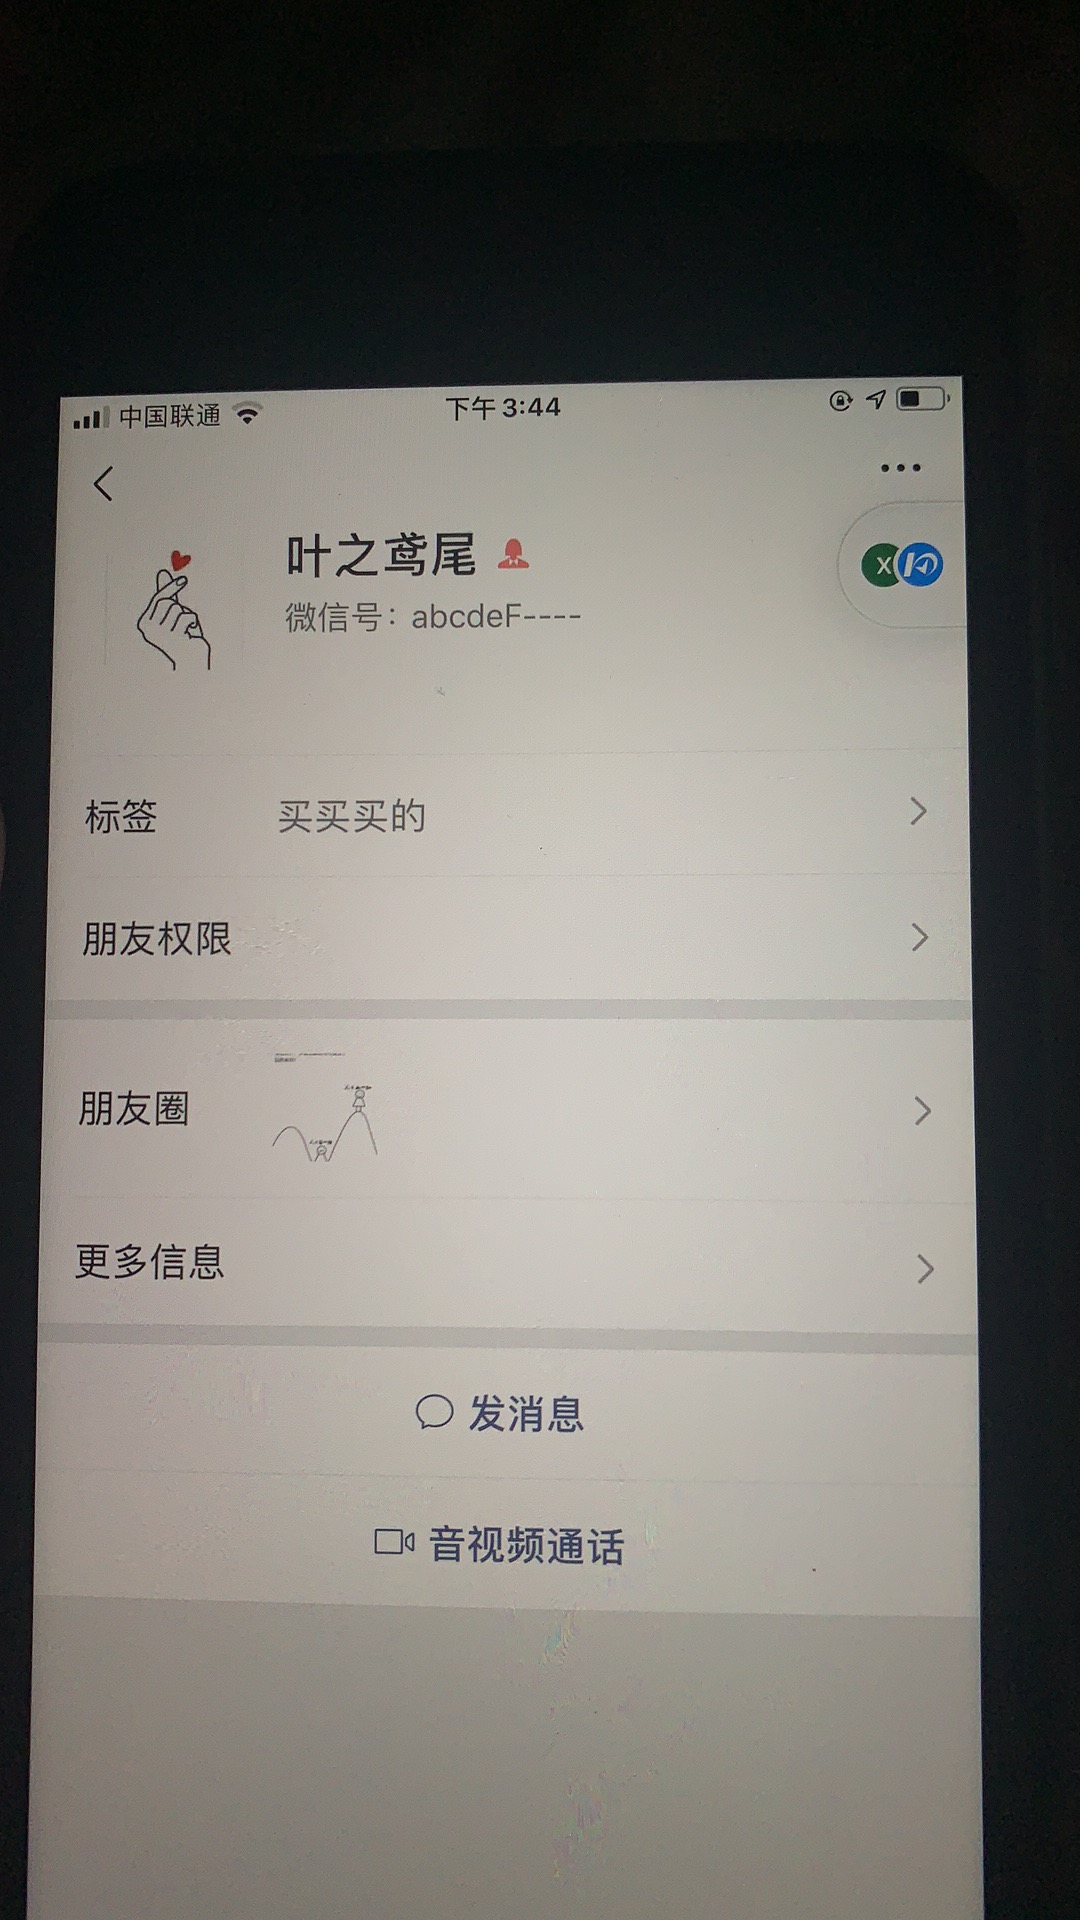 中国联通
下午3:44
叶之鸢尾
微信号：abcdeF----
X
标签 买买买的
朋友权限
朋友圈
更多信息
发消息
音视频通话